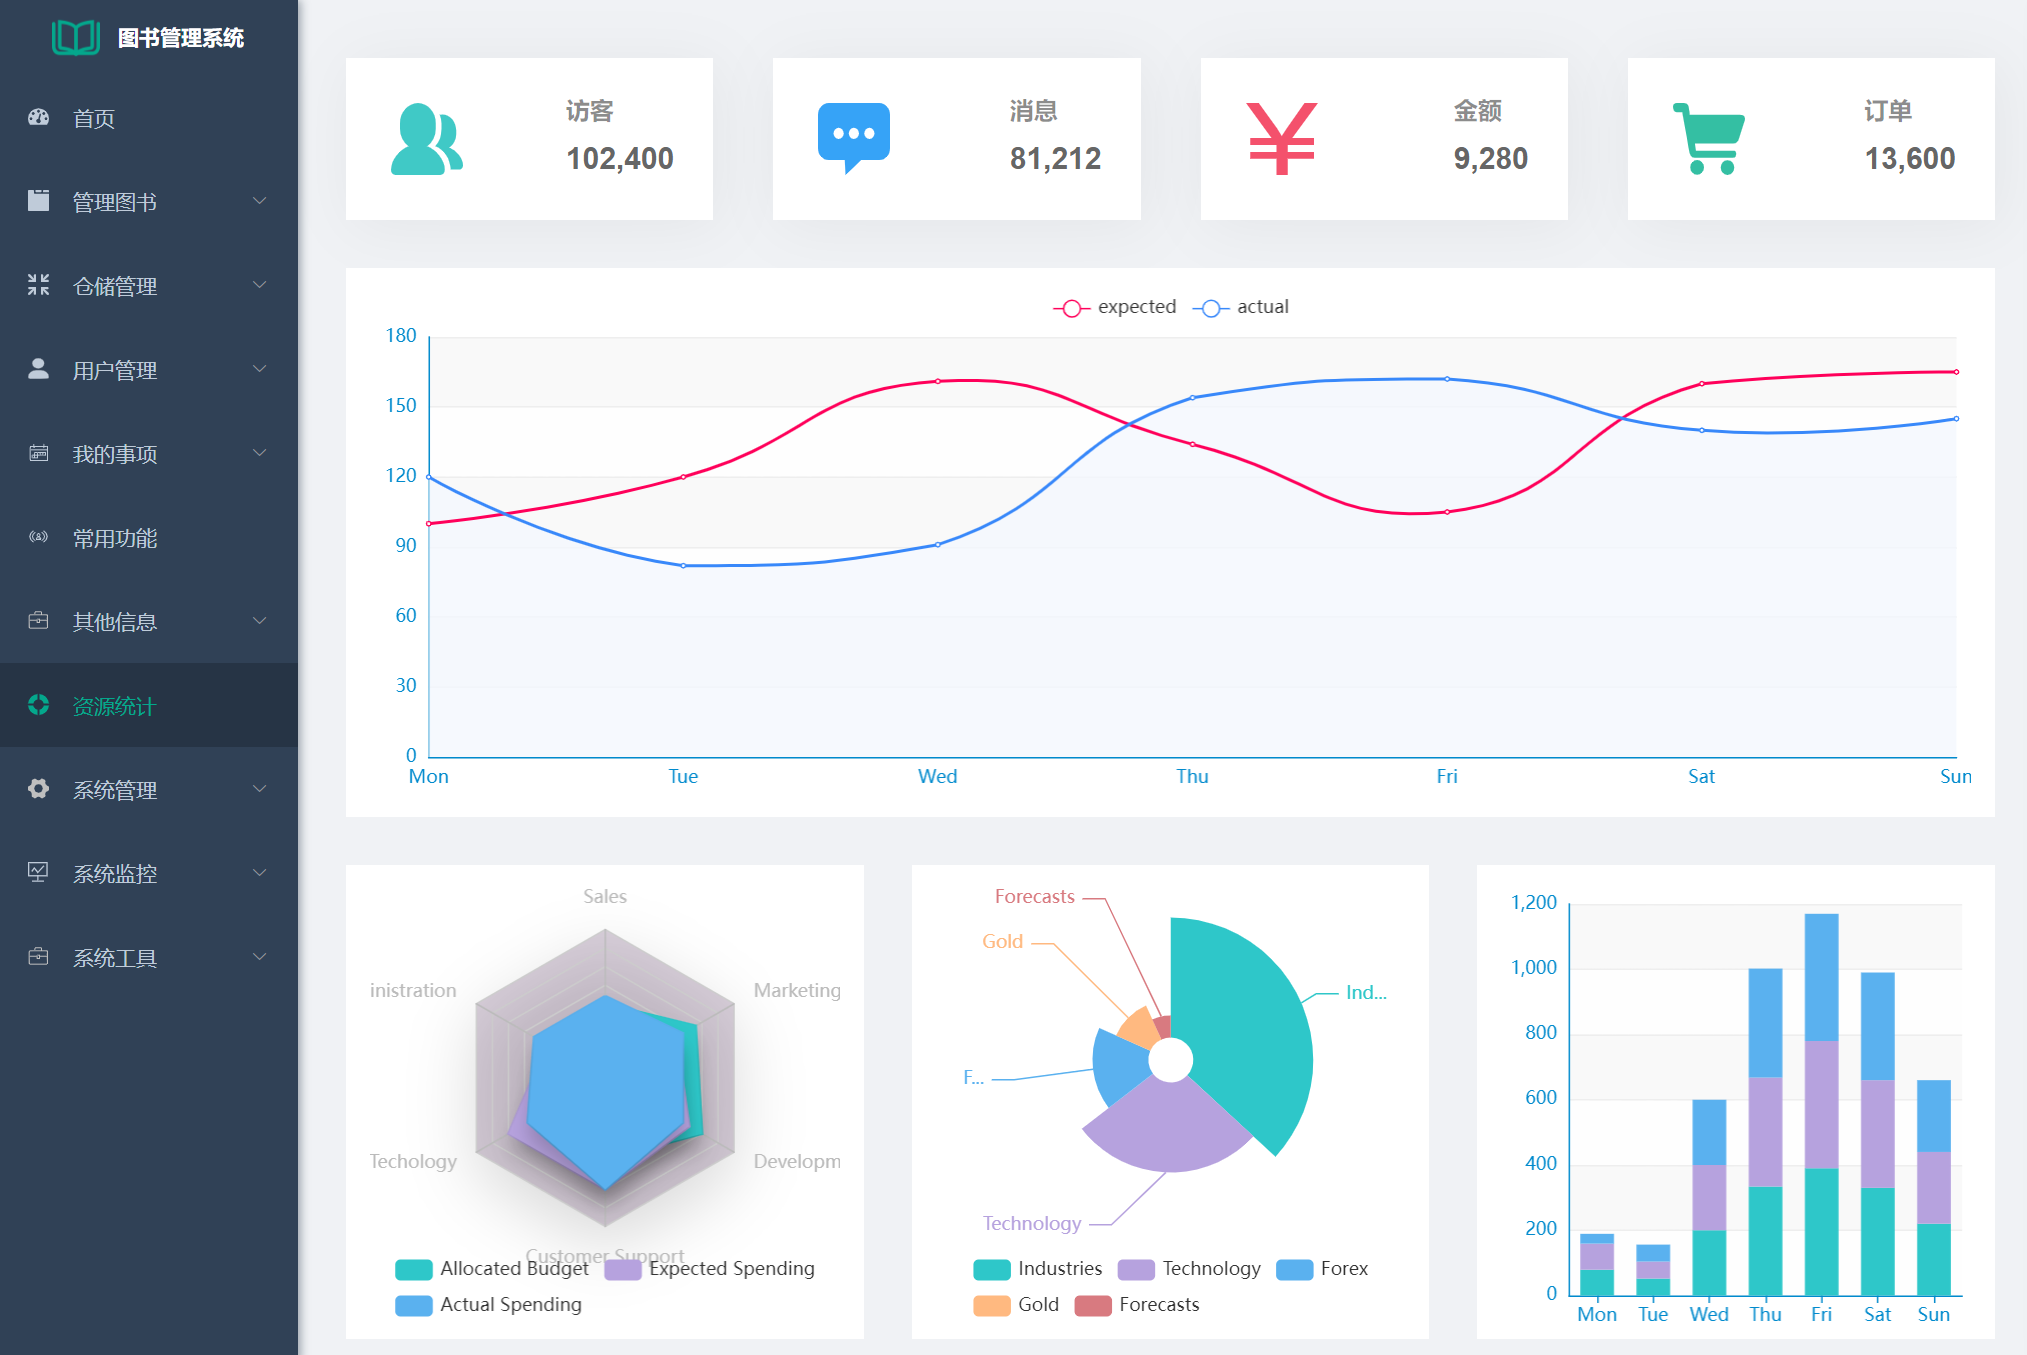 图书管理系统
首页
管理图书
仓储管理
用户管理
我的事项
常用功能
其他信息
资源统计
系统管理
系统监控
系统工具
访客
102,400
消息
81,212
金额
9,280
订单
13,600
expected actual
180
150
120
90
60
30
0
Mon Tue Wed Thu Fri Sat Sun
Sales
inistration Marketing
Techology Developm
Customer Support
Allocated Budget Expected Spending
Actual Spending
Forecasts
Gold
Ind...
F...
Technology
Industries Technology Forex
Gold Forecasts
1,200
1,000
800
600
400
200
0
Mon Tue Wed Thu Fri Sat Sun